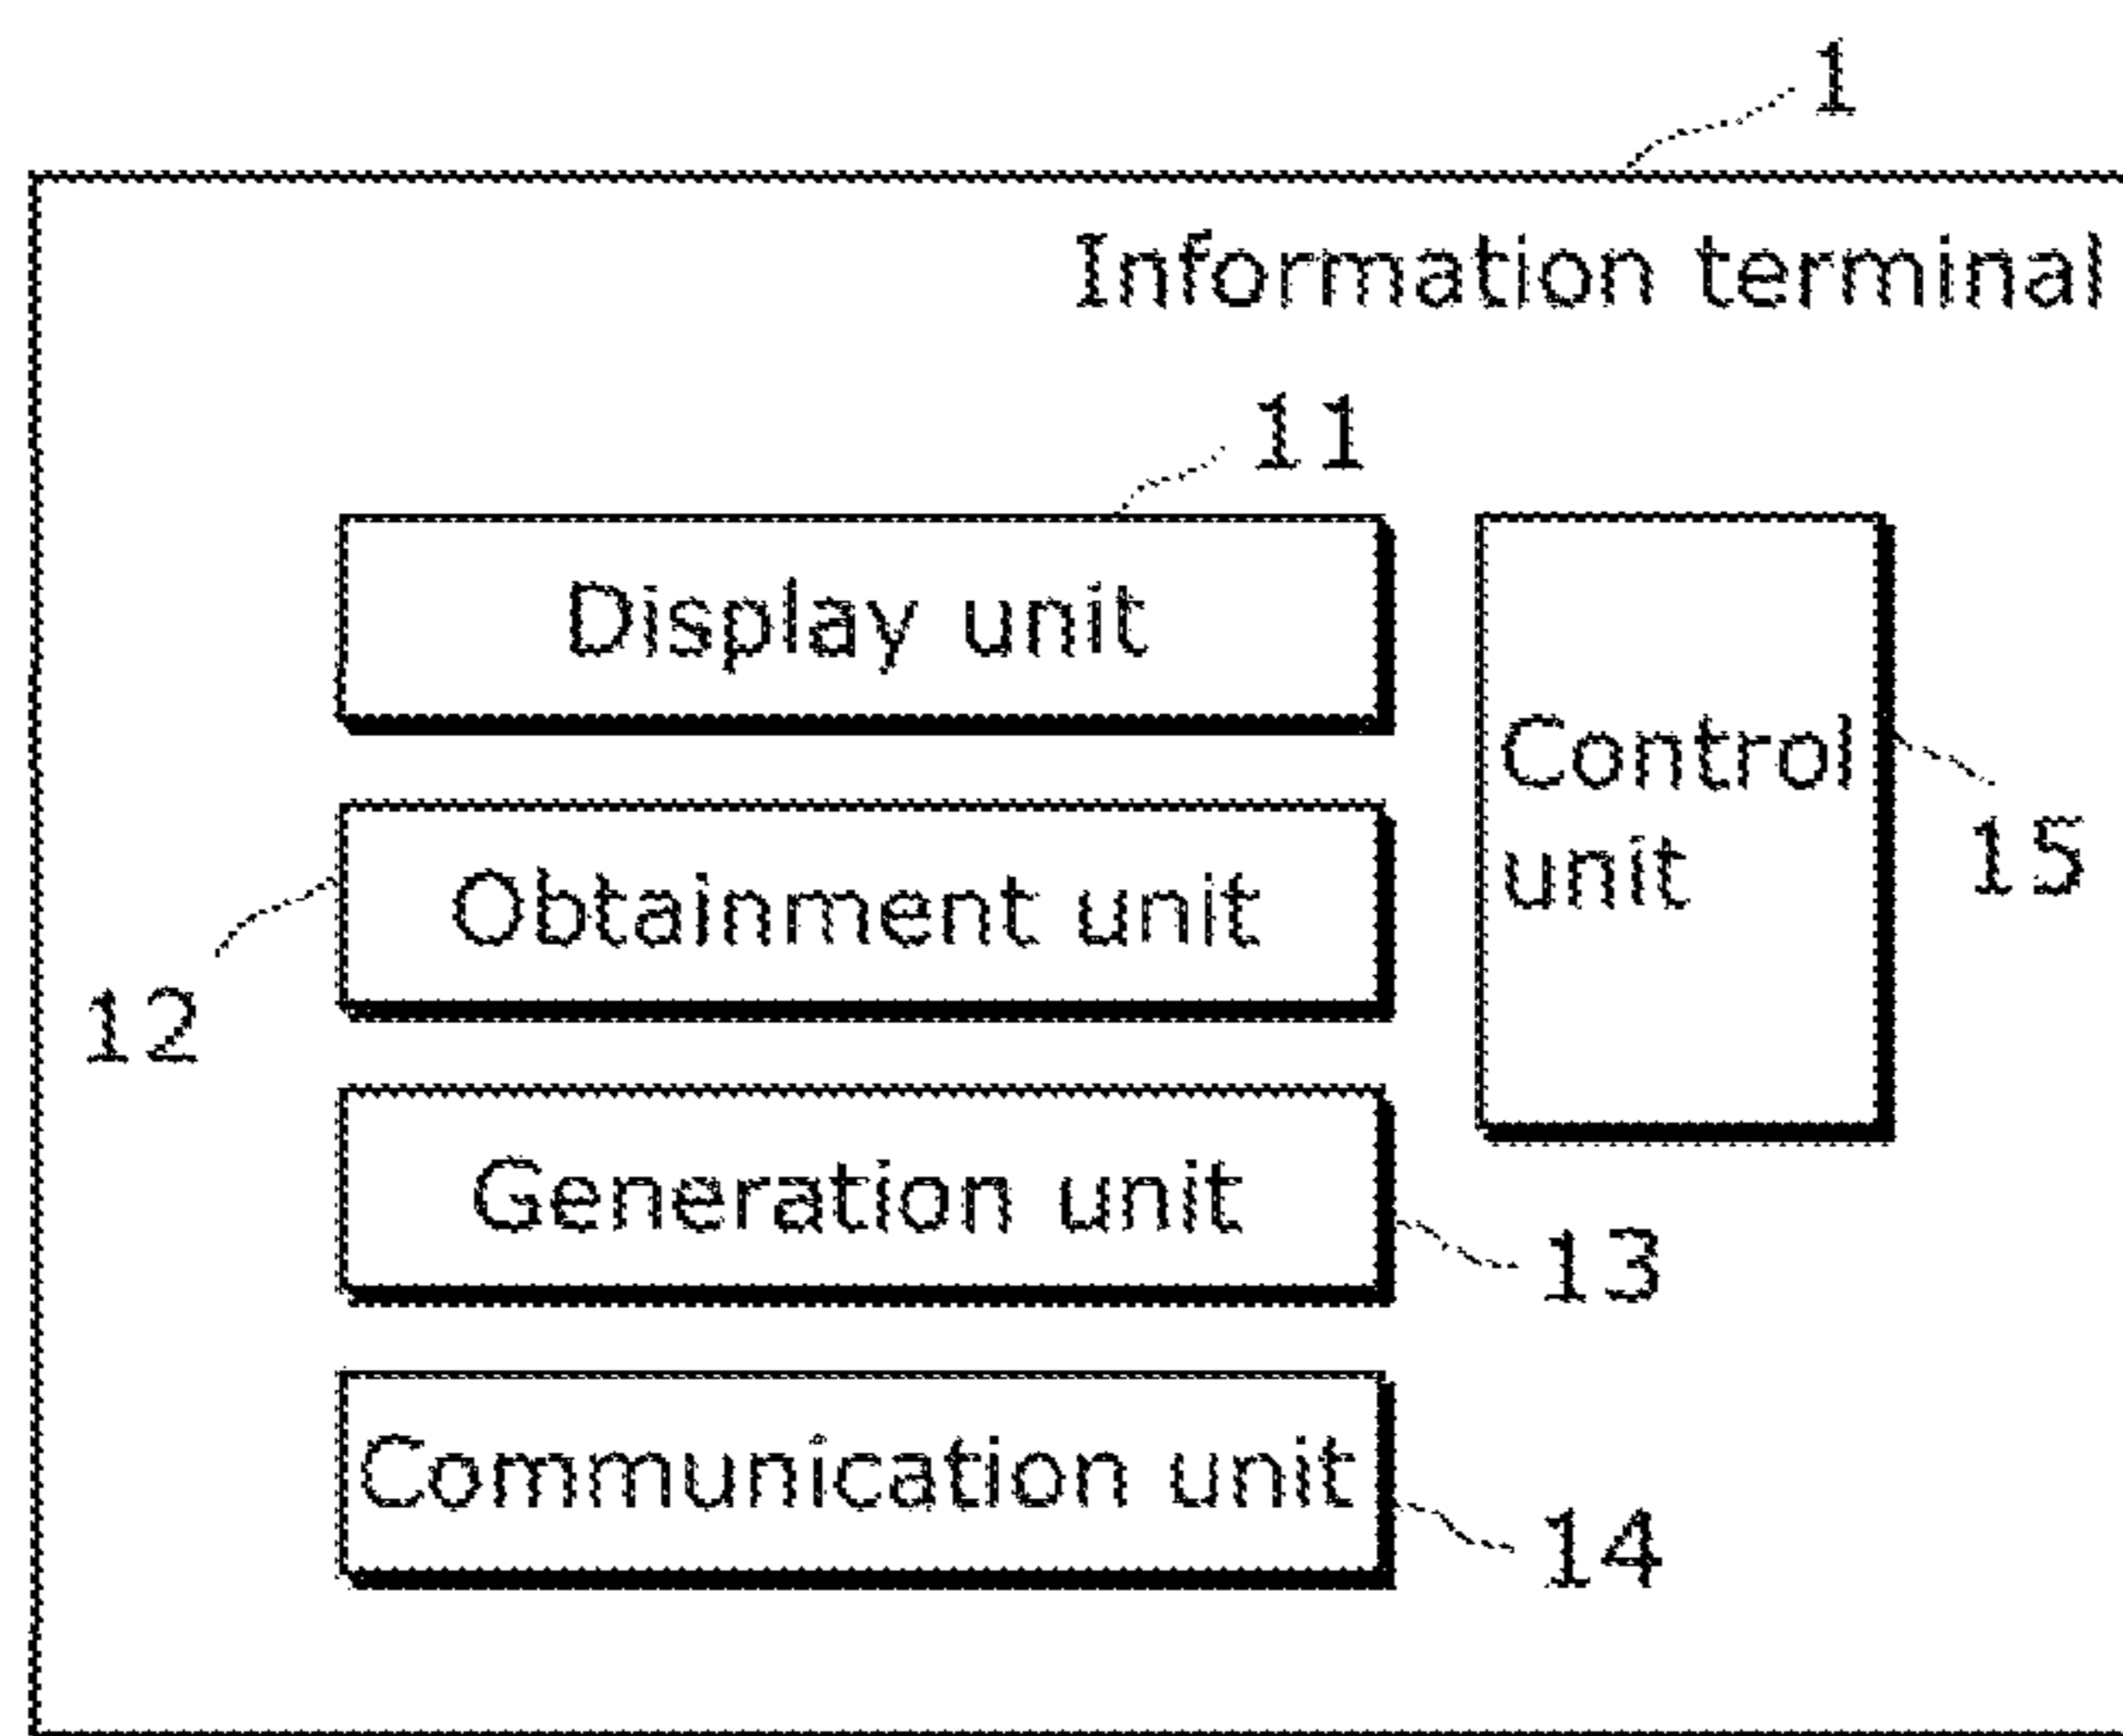 1
Information terminal
11
Display unit
Control
unit
15
Obtainment unit
12
Generation unit
13
Communication unit
14